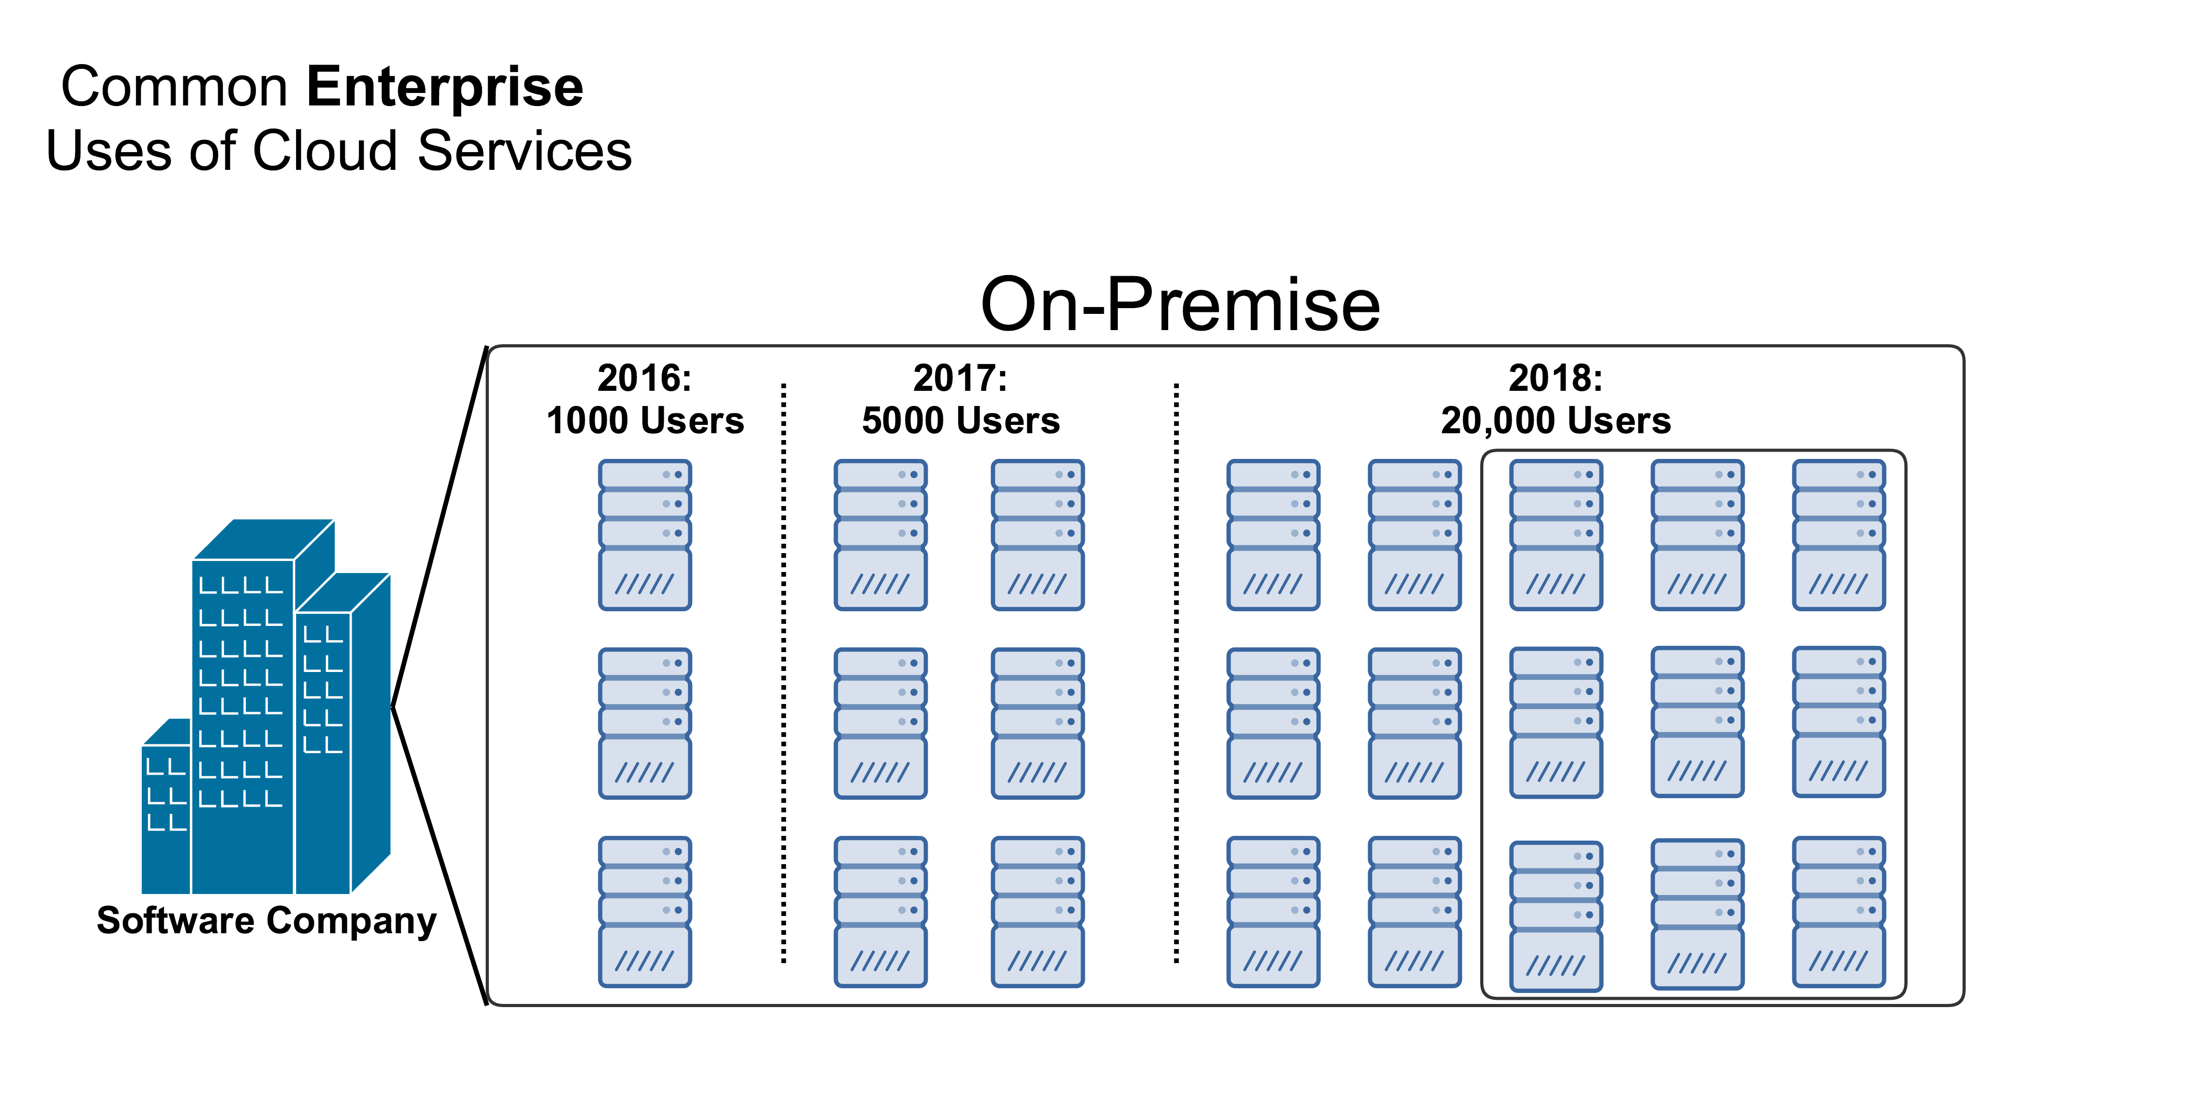 Common Enterprise
Uses of Cloud Services
On-Premise
2016:
1000 Users
2017:
5000 Users
2018:
20,000 Users
Software Company